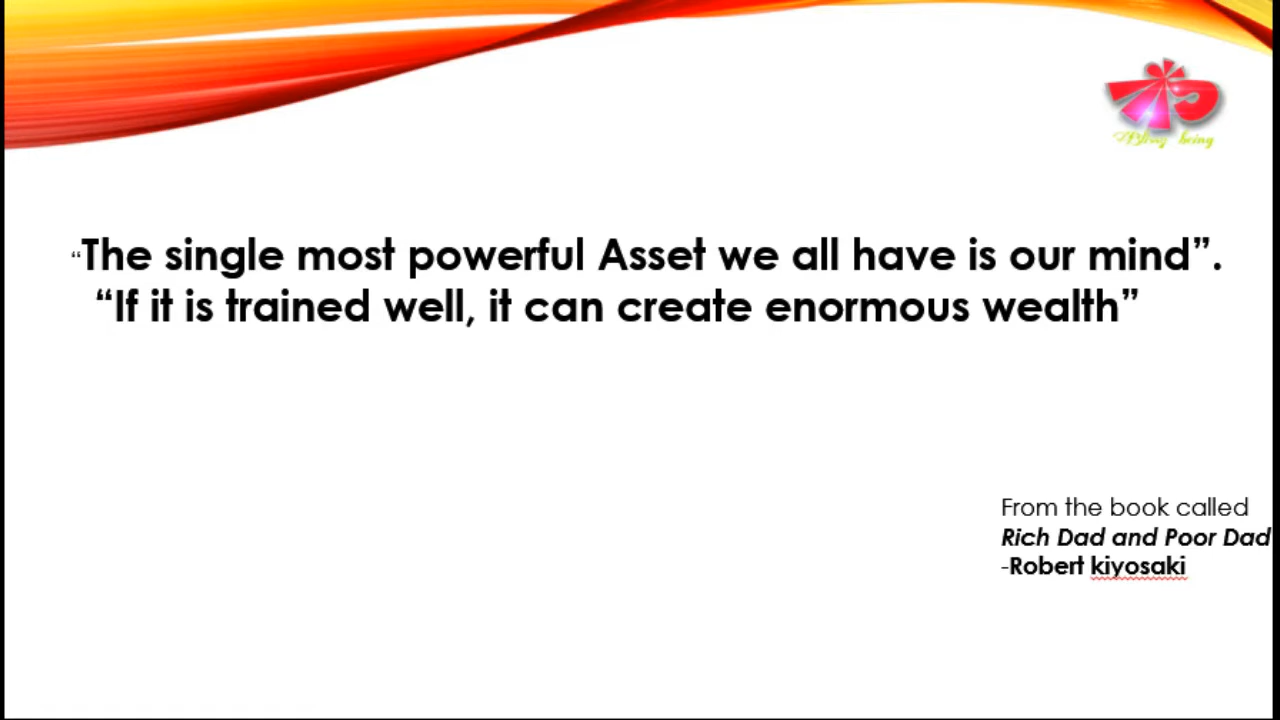 “The single most powerful Asset we all have is our mind”.
“If it is trained well, it can create enormous wealth”
From the book called
Rich Dad and Poor Dad
-Robert kiyosaki